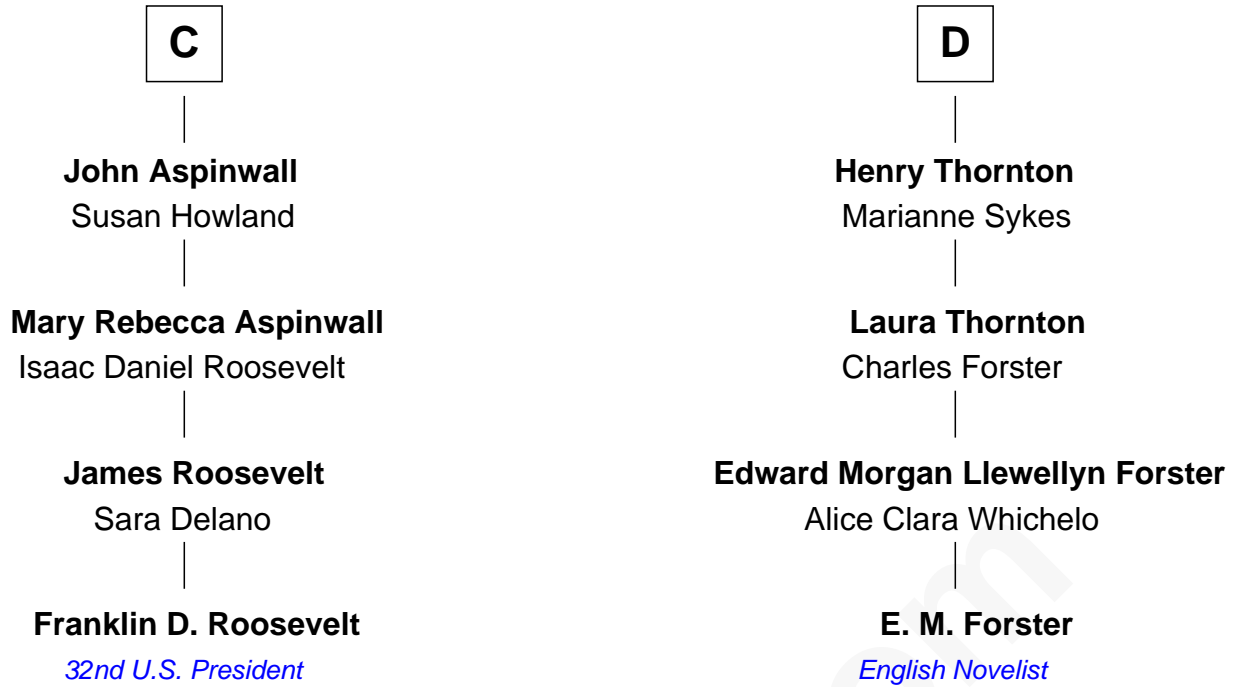 C
John Aspinwall
Susan Howland
Mary Rebecca Aspinwall
Isaac Daniel Roosevelt
James Roosevelt
Sara Delano
Franklin D. Roosevelt
32nd U.S. President
D
Henry Thornton
Marianne Sykes
Laura Thornton
Charles Forster
Edward Morgan Llewellyn Forster
Alice Clara Whichelo
E. M. Forster
English Novelist